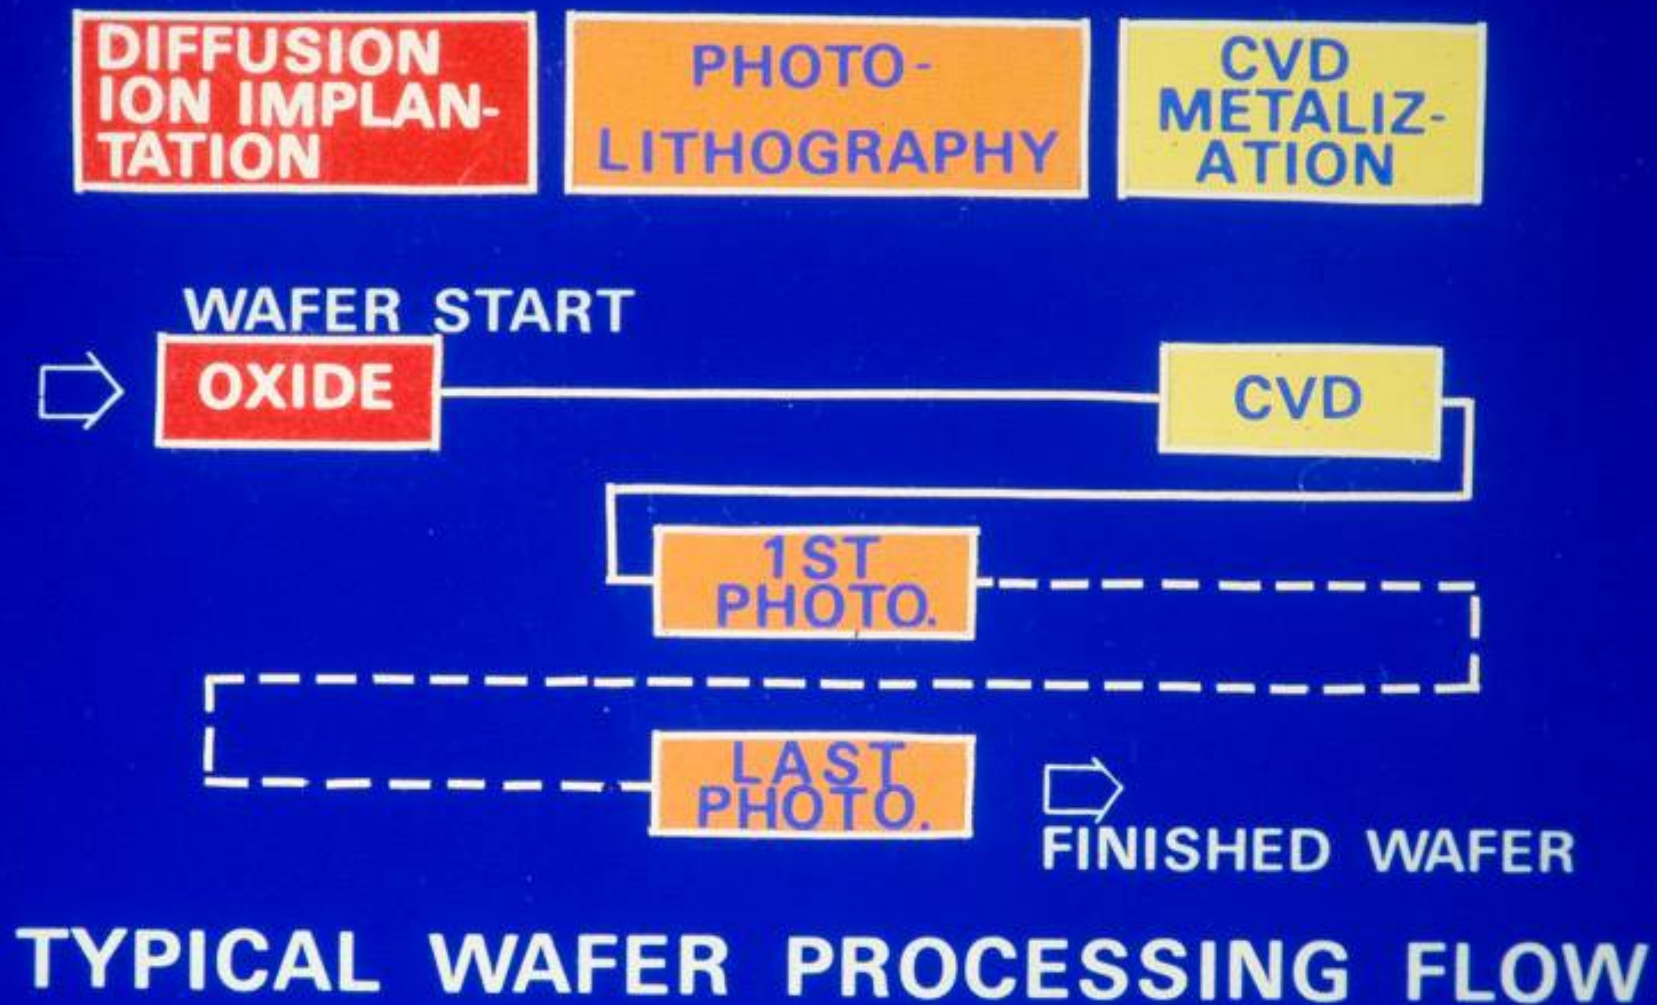 DIFFUSION
ION IMPLAN-
TATION
PHOTO-
LITHOGRAPHY
CVD
METALIZ-
ATION
WAFER START
OXIDE
CVD
1ST
PHOTO.
LAST
PHOTO.
FINISHED WAFER
TYPICAL WAFER PROCESSING FLOW